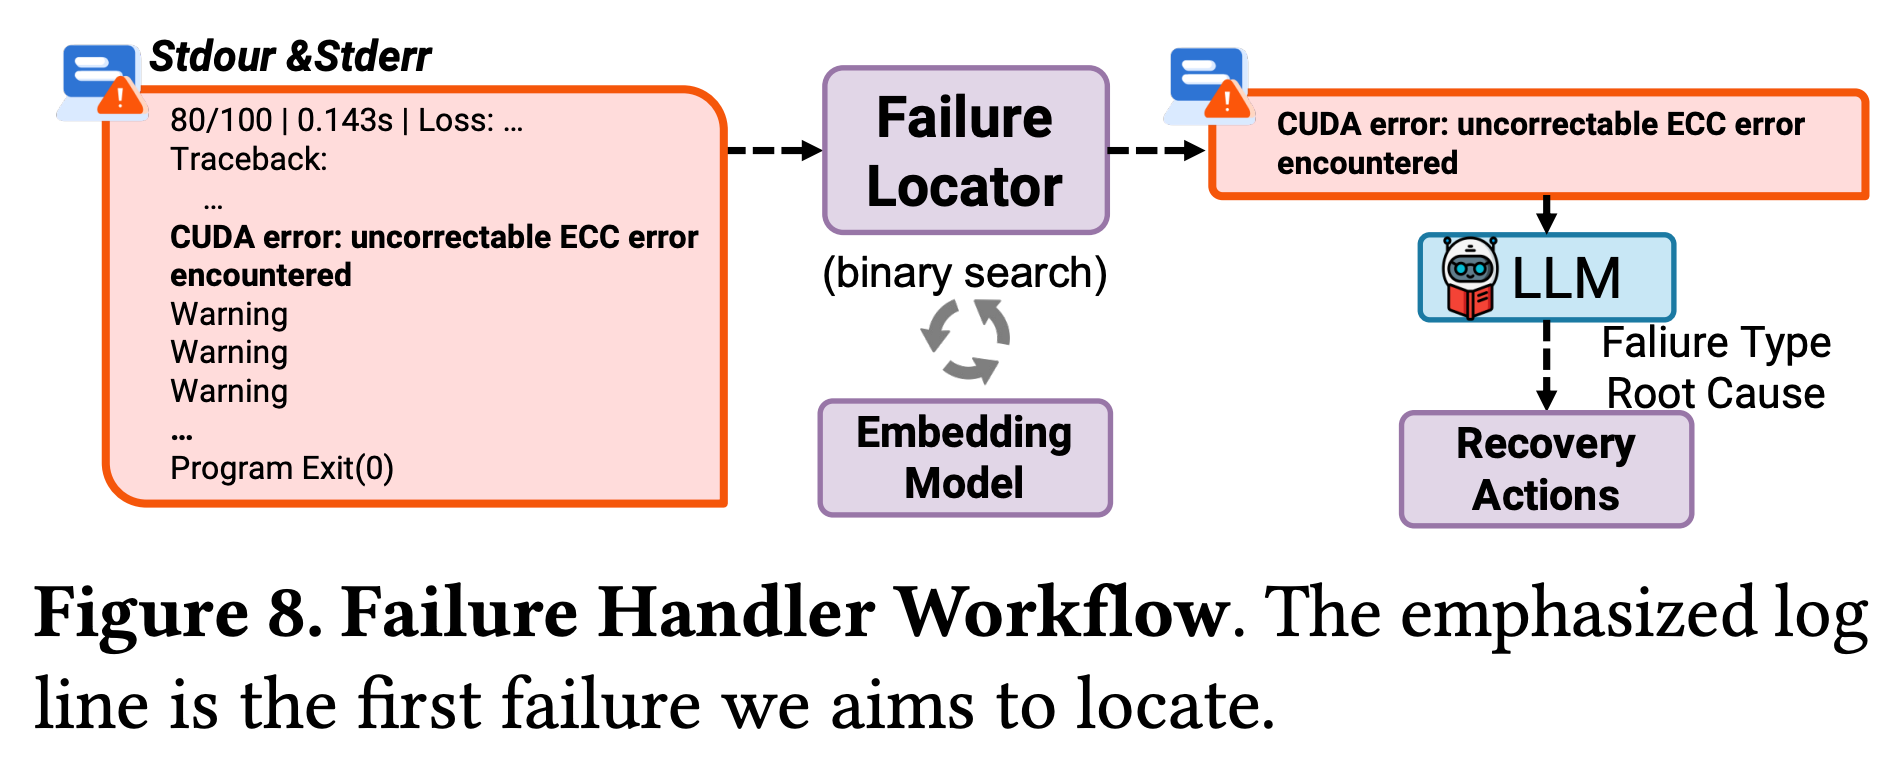 Stdour &Stderr
80/100 | 0.143s | Loss: ...
Traceback:
...
CUDA error: uncorrectable ECC error
encountered
Warning
Warning
Warning
...
Program Exit(0)
Failure
Locator
(binary search)
Embedding
Model
CUDA error: uncorrectable ECC error
encountered
LLM
Faliure Type
Root Cause
Recovery
Actions
Figure 8. Failure Handler Workflow. The emphasized log
line is the first failure we aims to locate.